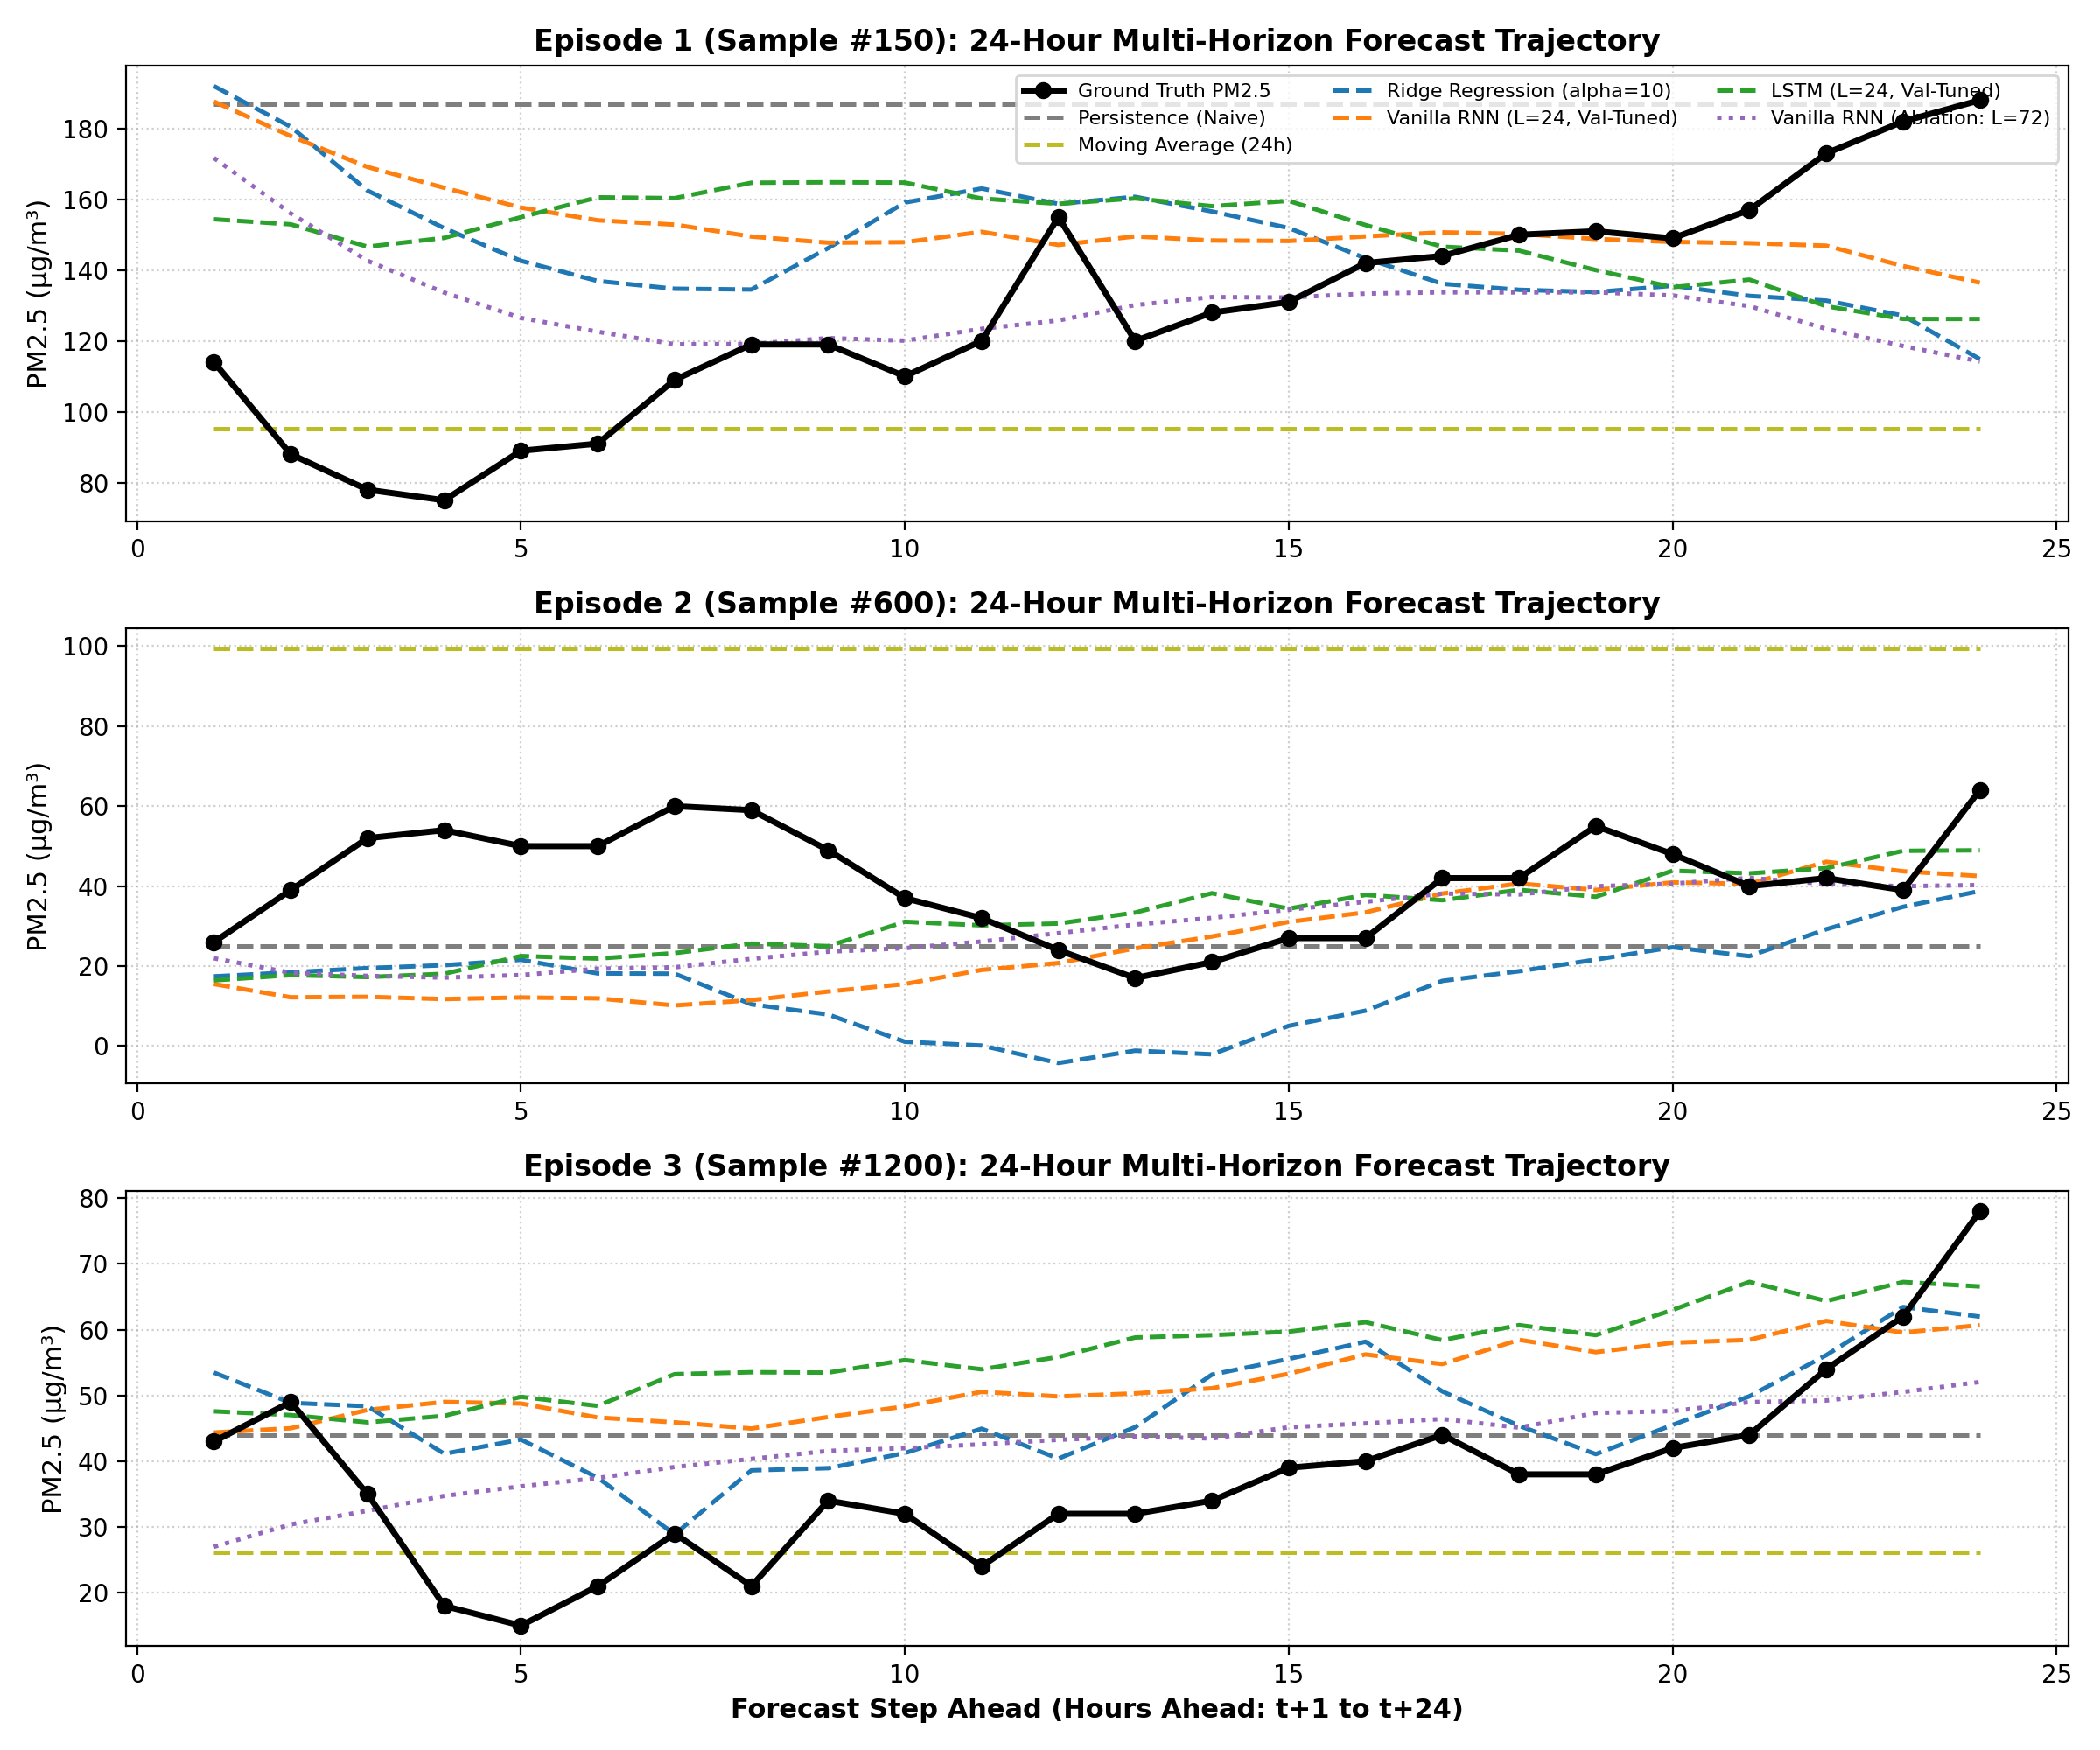 Episode 1 (Sample #150): 24-Hour Multi-Horizon Forecast Trajectory
Ground Truth PM2.5
Persistence (Naive)
Moving Average (24h)
Ridge Regression (alpha=10)
Vanilla RNN (L=24, Val-Tuned)
LSTM (L=24, Val-Tuned)
Vanilla RNN (Ablation: L=72)
PM2.5 (µg/m³)
180
160
140
120
100
80
0 5 10 15 20 25
Episode 2 (Sample #600): 24-Hour Multi-Horizon Forecast Trajectory
PM2.5 (µg/m³)
100
80
60
40
20
0
0 5 10 15 20 25
Episode 3 (Sample #1200): 24-Hour Multi-Horizon Forecast Trajectory
PM2.5 (µg/m³)
80
70
60
50
40
30
20
0 5 10 15 20 25
Forecast Step Ahead (Hours Ahead: t+1 to t+24)